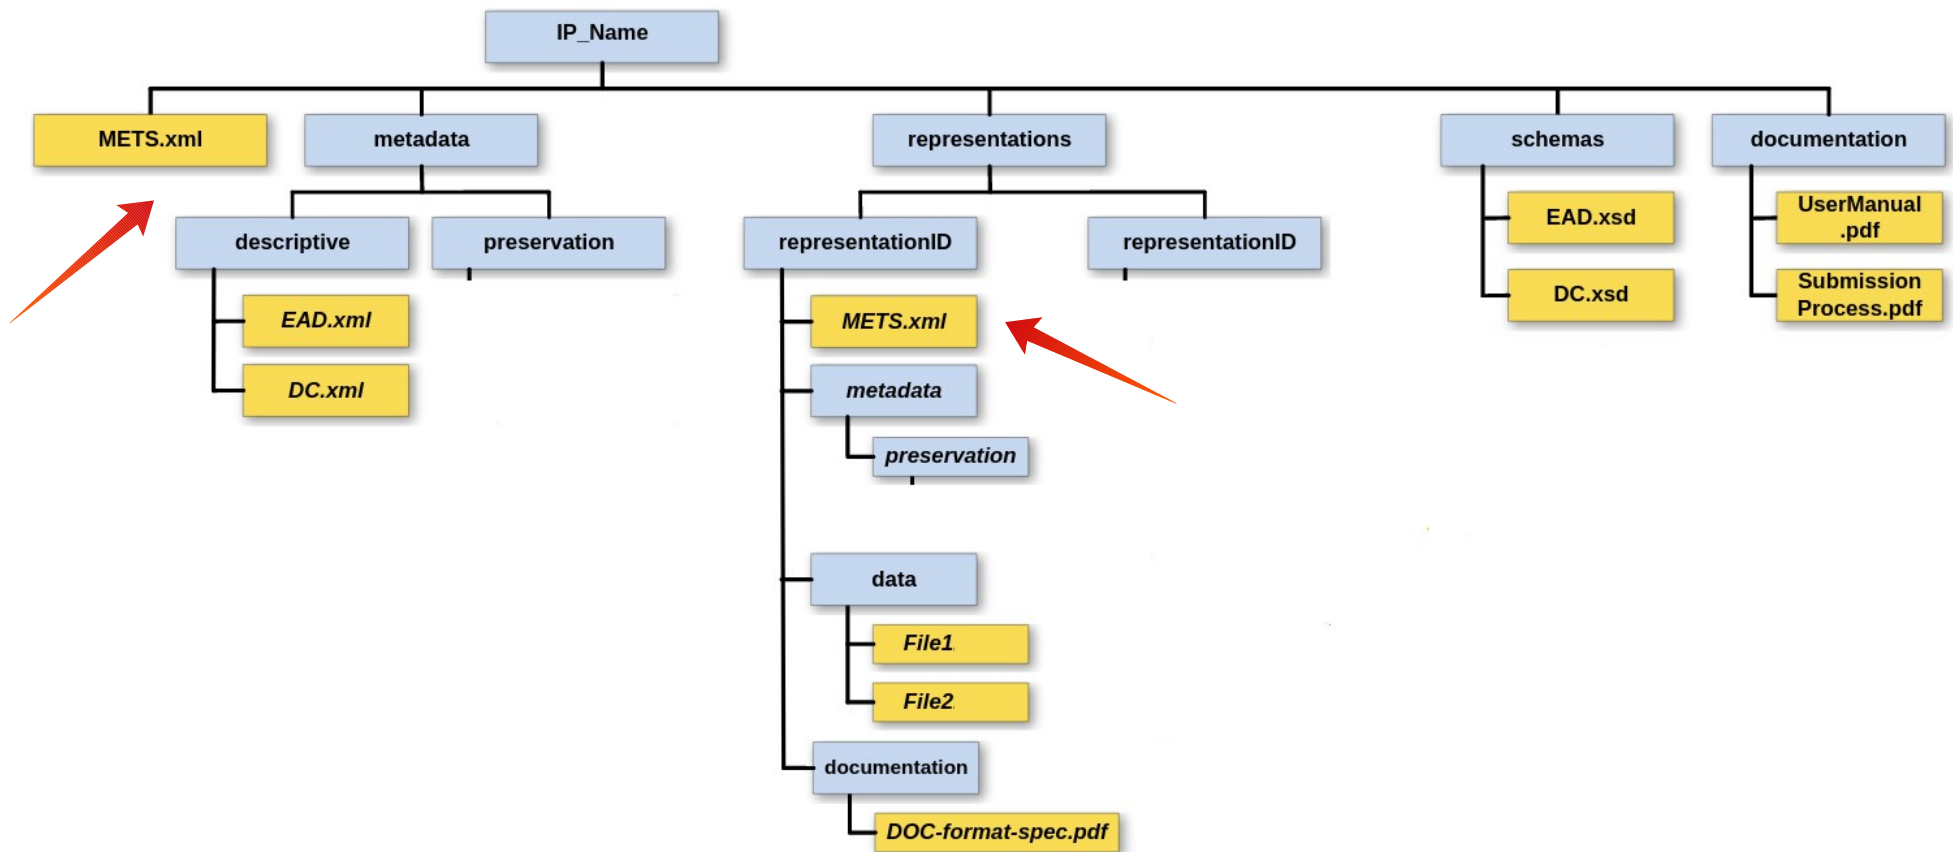 IP_Name
METS.xml
metadata
representations
schemas
documentation
descriptive
preservation
representationID
representationID
EAD.xsd
UserManual
.pdf
EAD.xml
METS.xml
DC.xsd
Submission
Process.pdf
DC.xml
metadata
preservation
data
File1
File2
documentation
DOC-format-spec.pdf